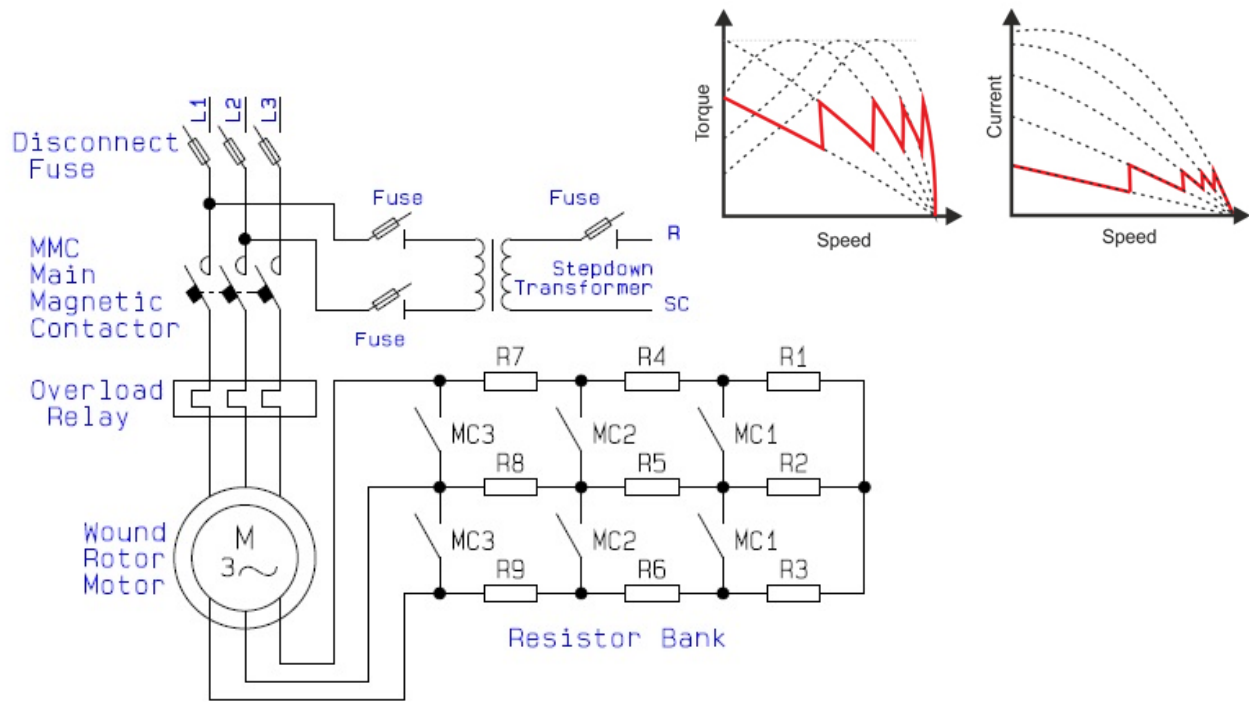 L1 L2 L3
Disconnect
Fuse
Fuse
Fuse
R
MMC
Main
Magnetic
Contactor
Stepdown
Transformer
SC
Fuse
Overload
Relay
R7 R4 R1
MC3 MC2 MC1
R8 R5 R2
MC3 MC2 MC1
R9 R6 R3
Wound
Rotor
Motor
M
3~
Resistor Bank
Torque
Speed
Current
Speed